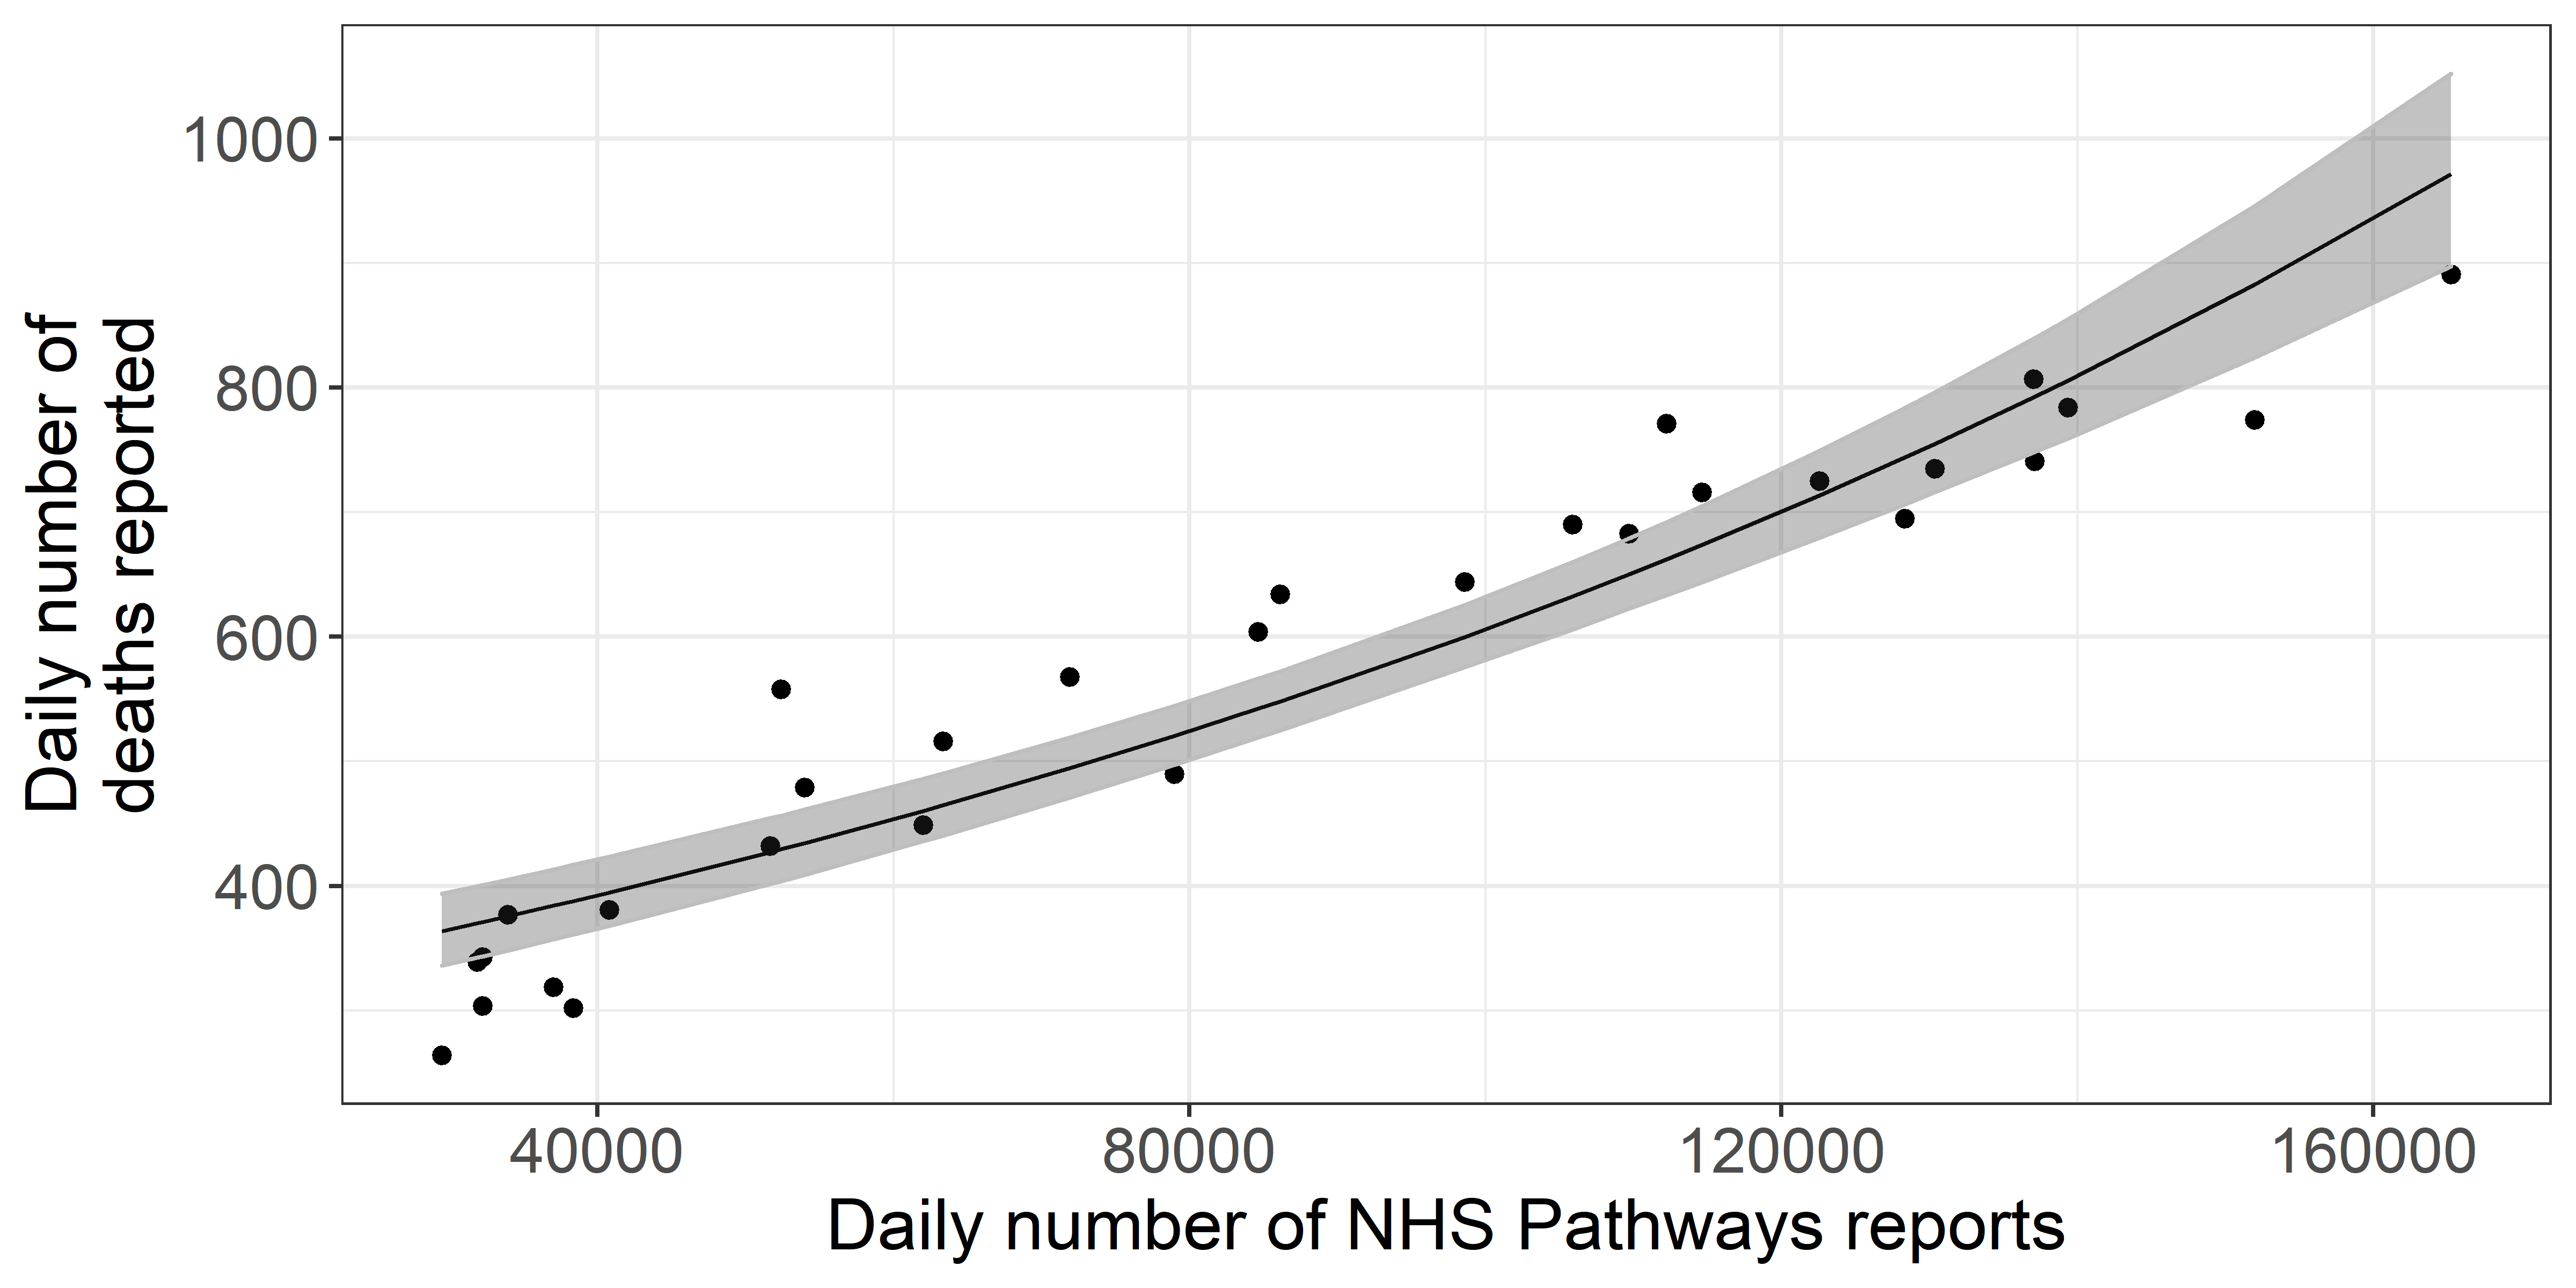 Daily number of
deaths reported
1000
800
600
400
40000 80000 120000 160000
Daily number of NHS Pathways reports